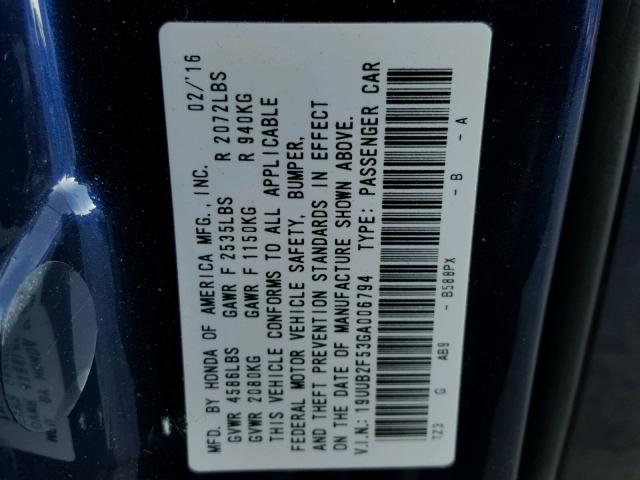 MFD. BY HONDA OF AMERICA MFG., INC. 02/'16
GVWR 4586LBS GAWR F 2535LBS R 2072LBS
GVWR 2080KG GAWR F 1150KG R 940KG
THIS VEHICLE CONFORMS TO ALL APPLICABLE
FEDERAL MOTOR VEHICLE SAFETY, BUMPER,
AND THEFT PREVENTION STANDARDS IN EFFECT
ON THE DATE OF MANUFACTURE SHOWN ABOVE.
V.I.N.: 19UUB2F53GA006794 TYPE: PASSENGER CAR
TZ3 G AB9 - B588PX - B - A